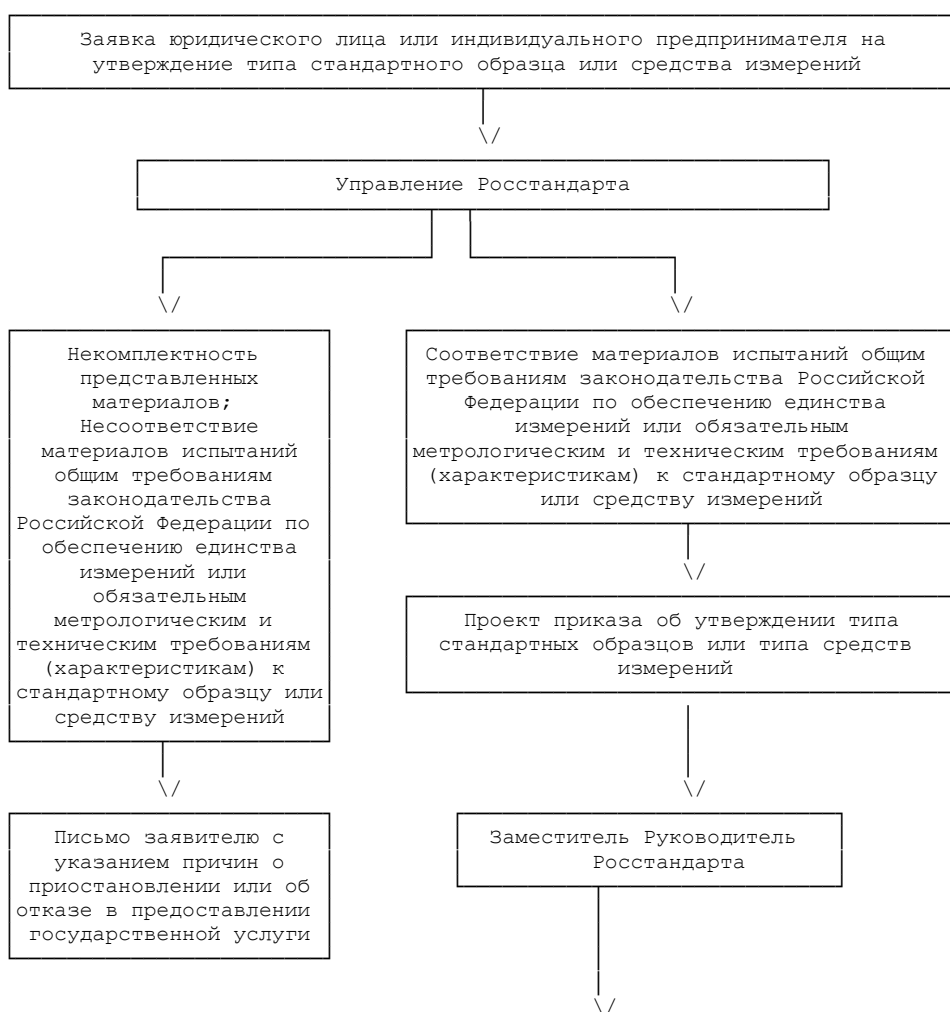 Заявка юридического лица или индивидуального предпринимателя на
утверждение типа стандартного образца или средства измерений
Управление Росстандарта
Некомплектность
представленных
материалов;
Несоответствие
материалов испытаний
общим требованиям
законодательства
Российской Федерации по
обеспечению единства
измерений или
обязательным
метрологическим и
техническим требованиям
(характеристикам) к
стандартному образцу или
средству измерений
Соответствие материалов испытаний общим
требованиям законодательства Российской
Федерации по обеспечению единства
измерений или обязательным
метрологическим и техническим требованиям
(характеристикам) к стандартному образцу
или средству измерений
Проект приказа об утверждении типа
стандартных образцов или типа средств
измерений
Письмо заявителю с
указанием причин о
приостановлении или об
отказе в предоставлении
государственной услуги
Заместитель Руководитель
Росстандарта